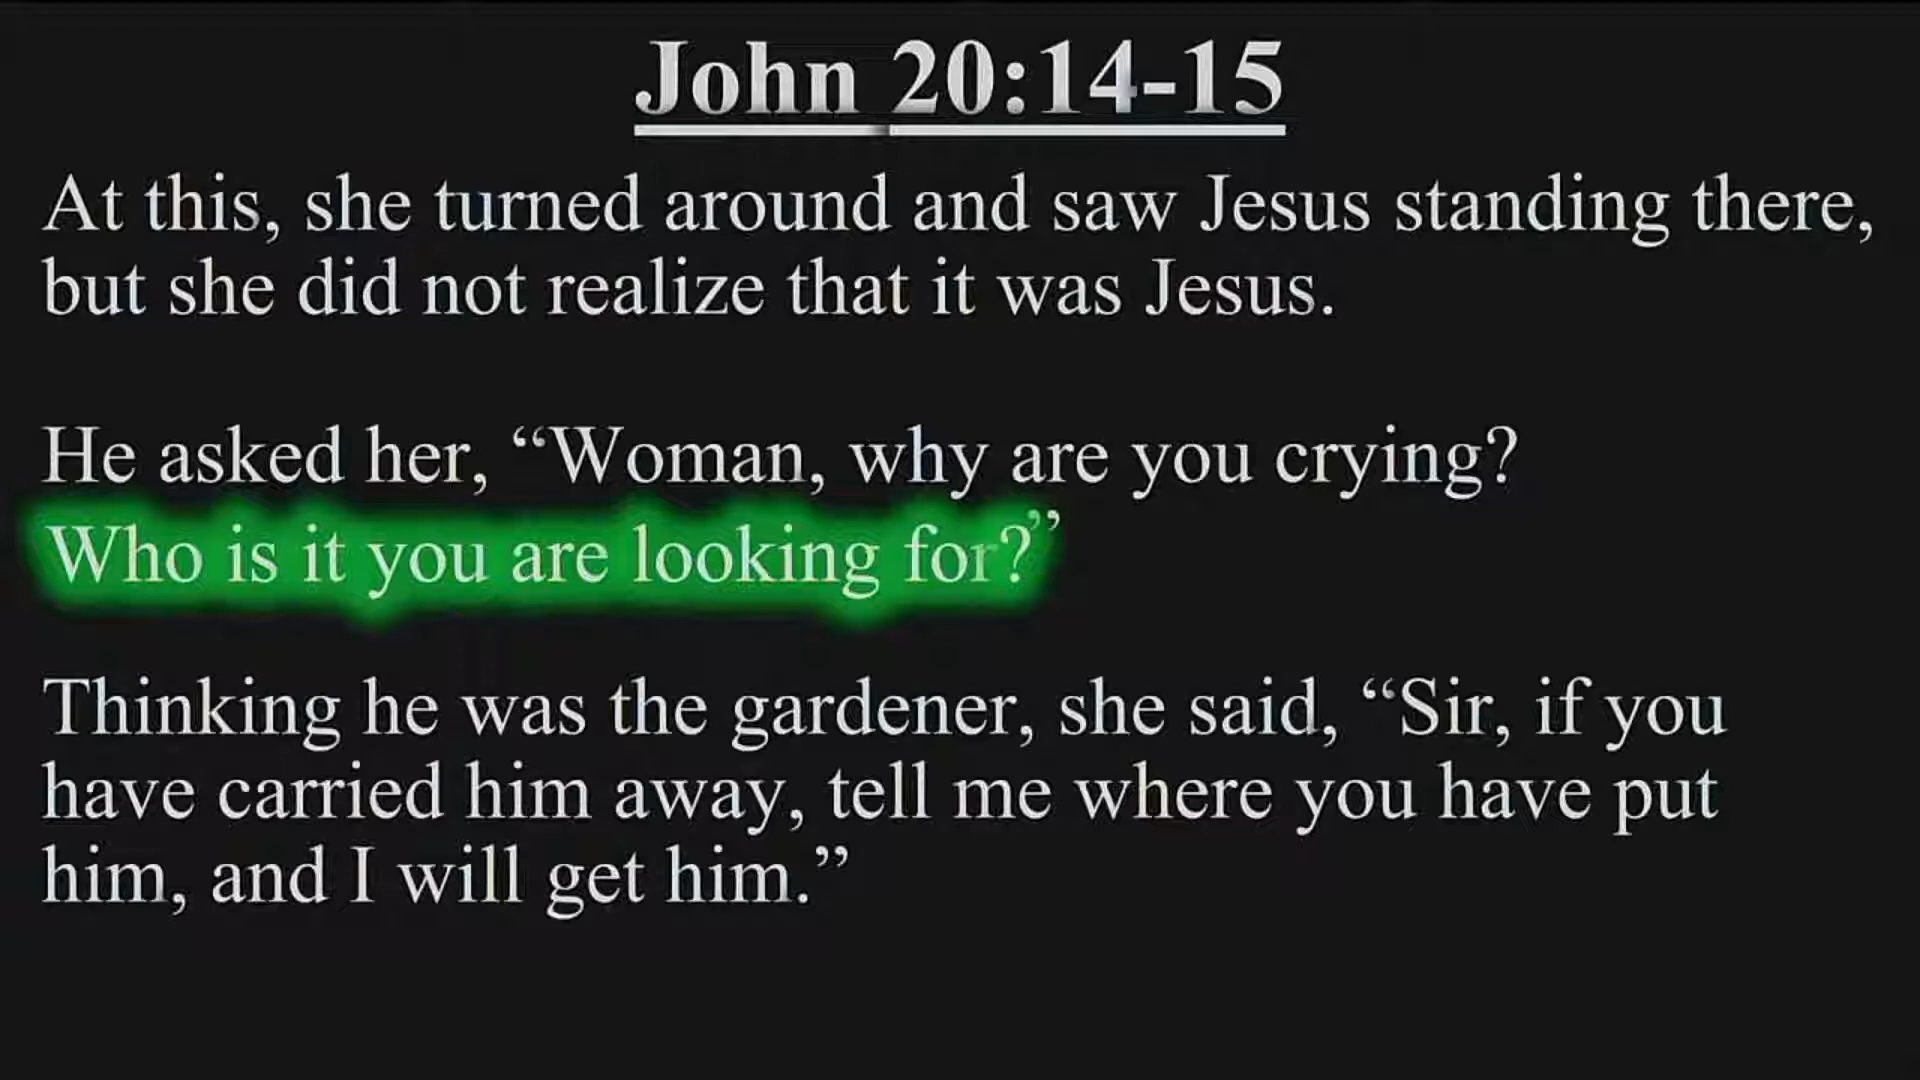 John 20:14-15
At this, she turned around and saw Jesus standing there,
but she did not realize that it was Jesus.
He asked her, “Woman, why are you crying?
Who is it you are looking for?”
Thinking he was the gardener, she said, “Sir, if you
have carried him away, tell me where you have put
him, and I will get him.”